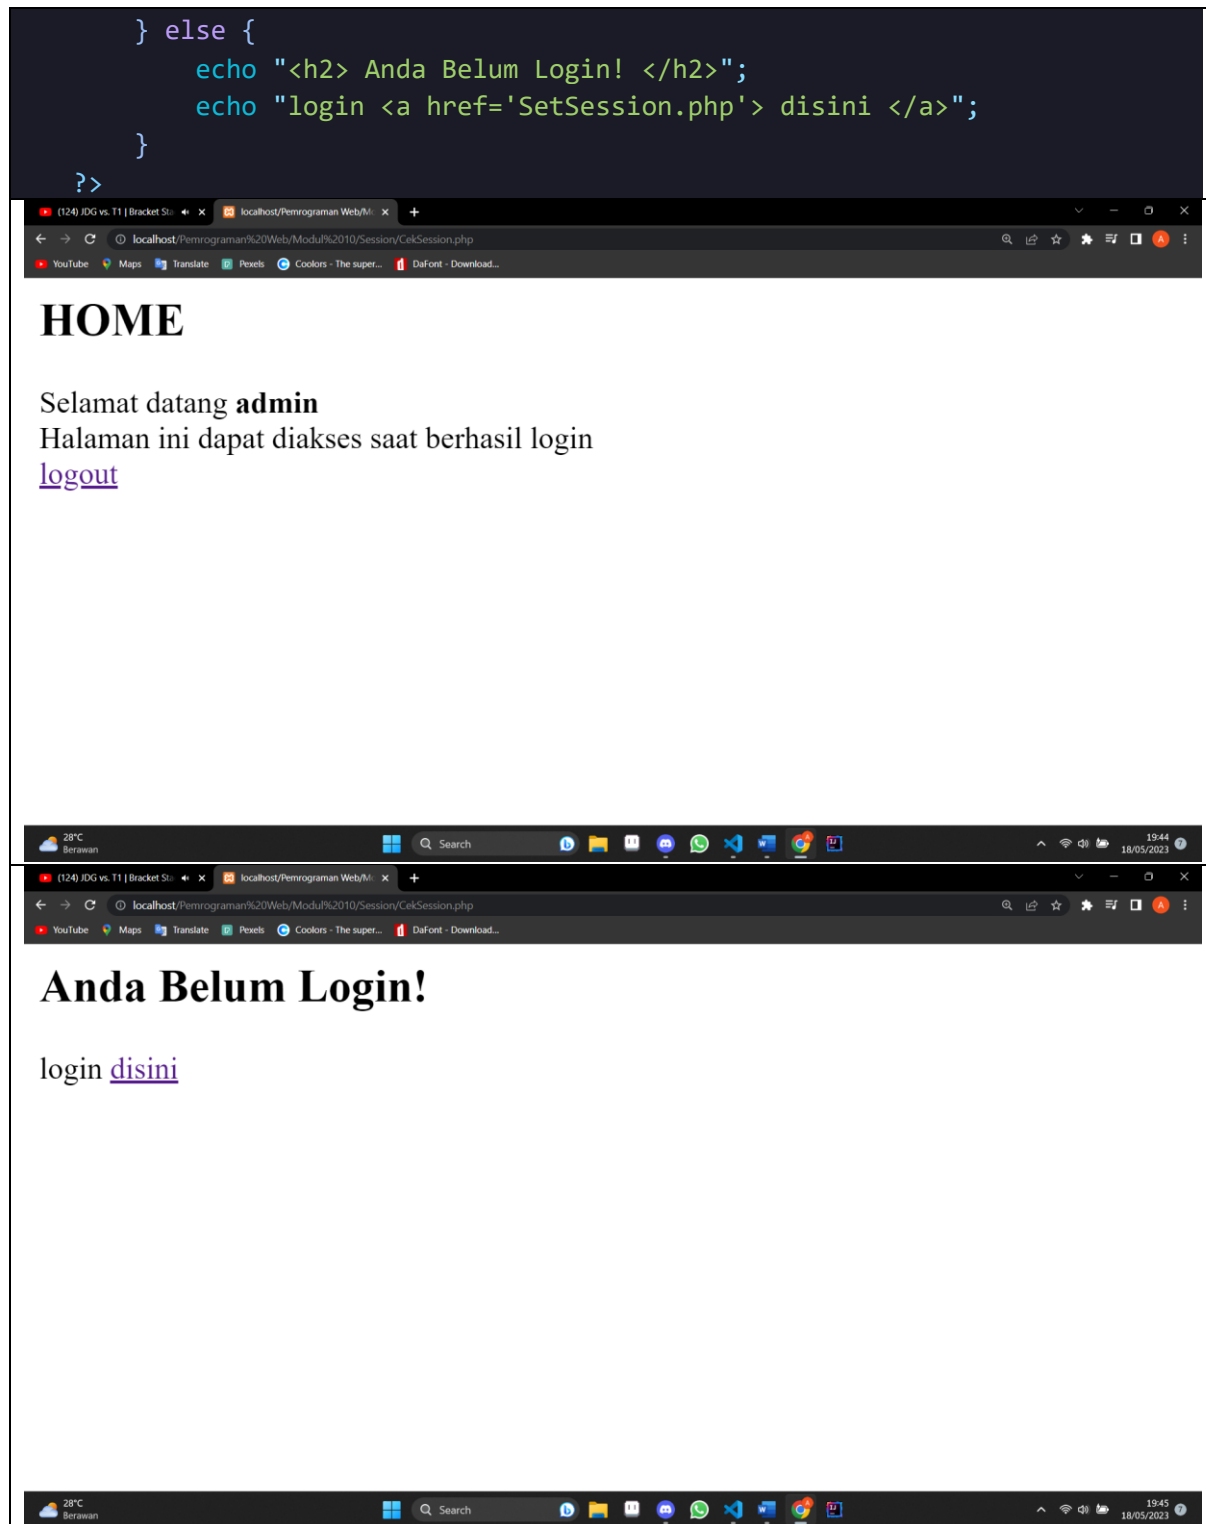 } else {
echo "<h2> Anda Belum Login! </h2>";
echo "login <a href='SetSession.php'> disini </a>";
}
?>
(124) JDG vs. T1 | Bracket Sta
localhost/Pemrograman Web/Mo
localhost/Pemrograman%20Web/Modul%2010/Session/CekSession.php
YouTube Maps Translate Pexels Coolors - The super... DaFont - Download...
HOME
Selamat datang admin
Halaman ini dapat diakses saat berhasil login
logout
28°C
Berawan
Search
19:44
18/05/2023
(124) JDG vs. T1 | Bracket Sta
localhost/Pemrograman Web/Mo
localhost/Pemrograman%20Web/Modul%2010/Session/CekSession.php
YouTube Maps Translate Pexels Coolors - The super... DaFont - Download...
Anda Belum Login!
login disini
28°C
Berawan
Search
19:45
18/05/2023